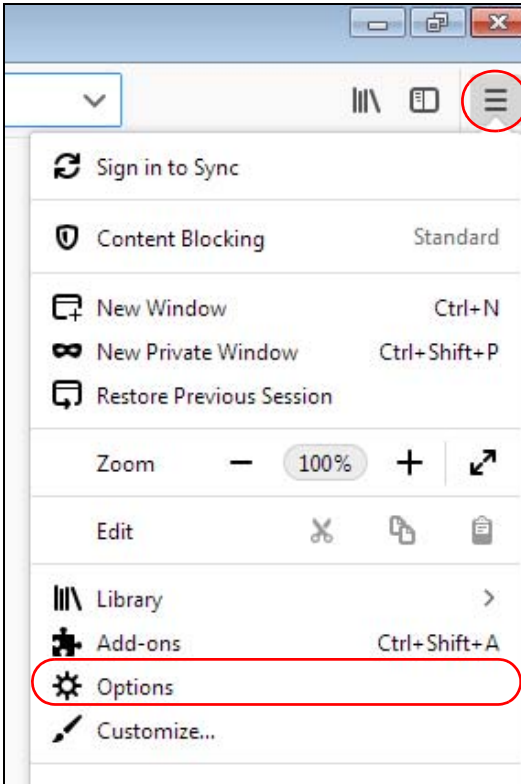 Sign in to Sync
Content Blocking Standard
New Window Ctrl+N
New Private Window Ctrl+Shift+P
Restore Previous Session
Zoom 100%
Edit
Library
Add-ons Ctrl+Shift+A
Options
Customize...